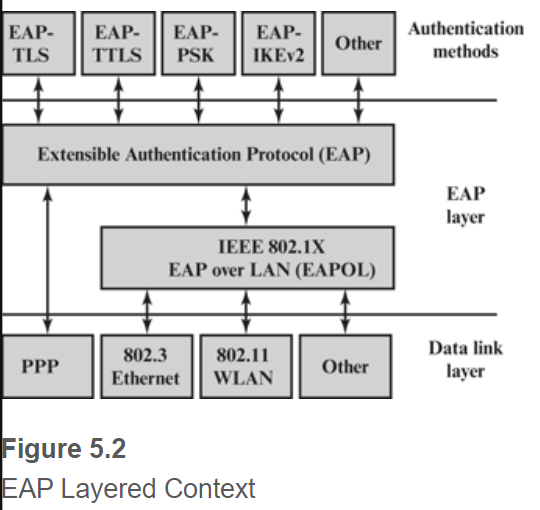 EAP-
TLS
EAP-
TTLS
EAP-
PSK
EAP-
IKEv2
Other
Authentication
methods
Extensible Authentication Protocol (EAP)
EAP
layer
IEEE 802.1X
EAP over LAN (EAPOL)
PPP
802.3
Ethernet
802.11
WLAN
Other
Data link
layer
Figure 5.2
EAP Layered Context